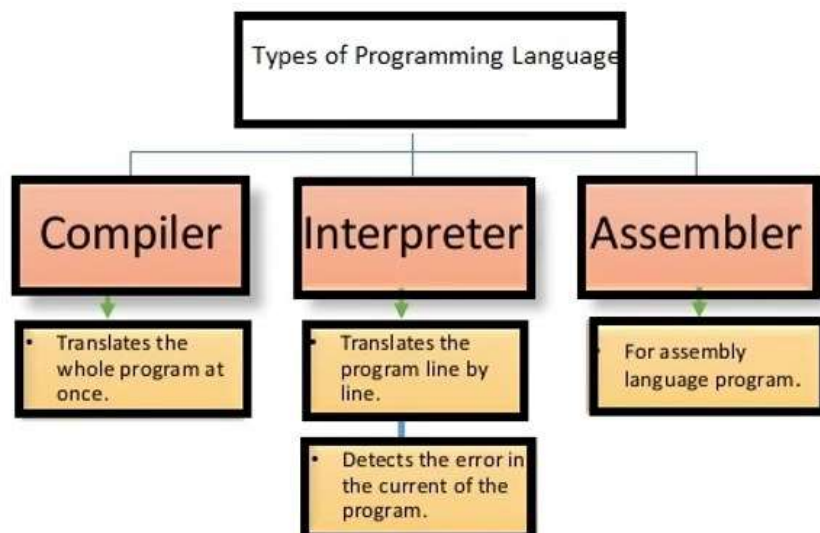 Types of Programming Language
Compiler
Interpreter
Assembler
• Translates the
whole program at
once.
• Translates the
program line by
line.
• For assembly
language program.
• Detects the error in
the current of the
program.